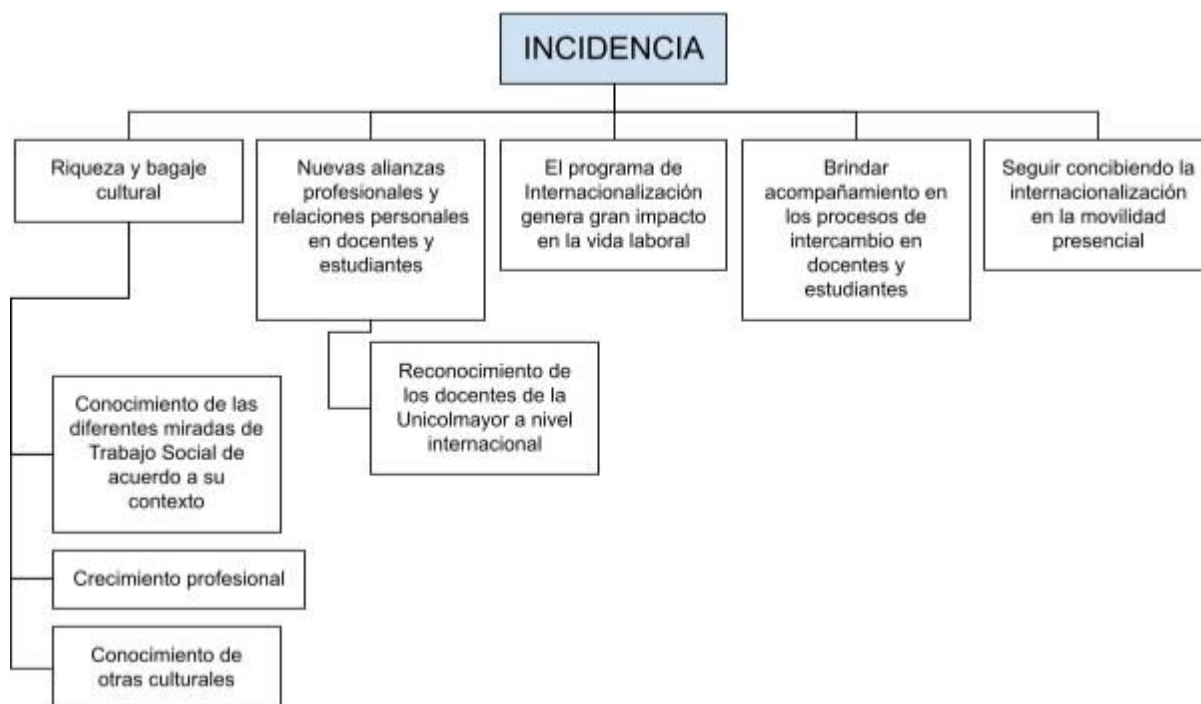 INCIDENCIA
Riqueza y bagaje
cultural
Nuevas alianzas
profesionales y
relaciones personales
en docentes y
estudiantes
El programa de
Internacionalización
genera gran impacto
en la vida laboral
Brindar
acompañamiento en
los procesos de
intercambio en
docentes y
estudiantes
Seguir concibiendo la
internacionalización
en la movilidad
presencial
Reconocimiento de
los docentes de la
Unicolmayor a nivel
internacional
Conocimiento de las
diferentes miradas de
Trabajo Social de
acuerdo a su
contexto
Crecimiento profesional
Conocimiento de
otras culturales